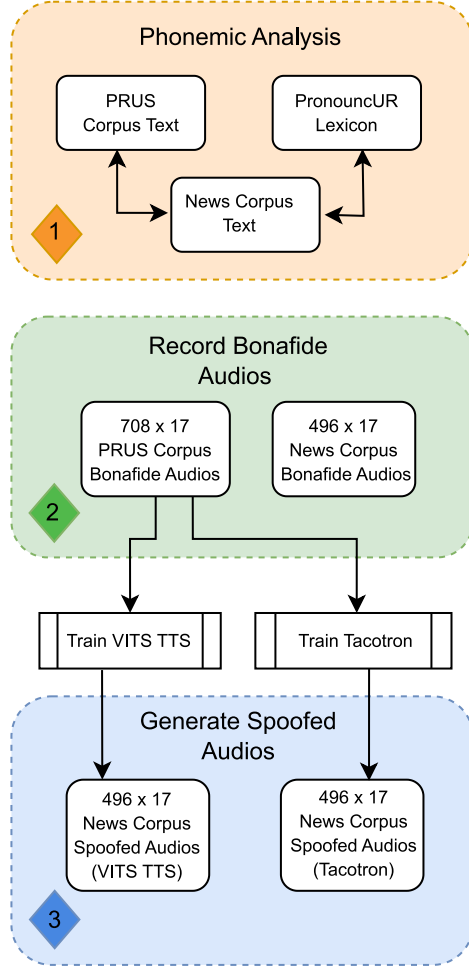 Phonemic Analysis
PRUS
Corpus Text
PronouncUR
Lexicon
News Corpus
Text
1
Record Bonafide
Audios
708 x 17
PRUS Corpus
Bonafide Audios
496 x 17
News Corpus
Bonafide Audios
2
Train VITS TTS
Train Tacotron
Generate Spoofed
Audios
496 x 17
News Corpus
Spoofed Audios
(VITS TTS)
496 x 17
News Corpus
Spoofed Audios
(Tacotron)
3